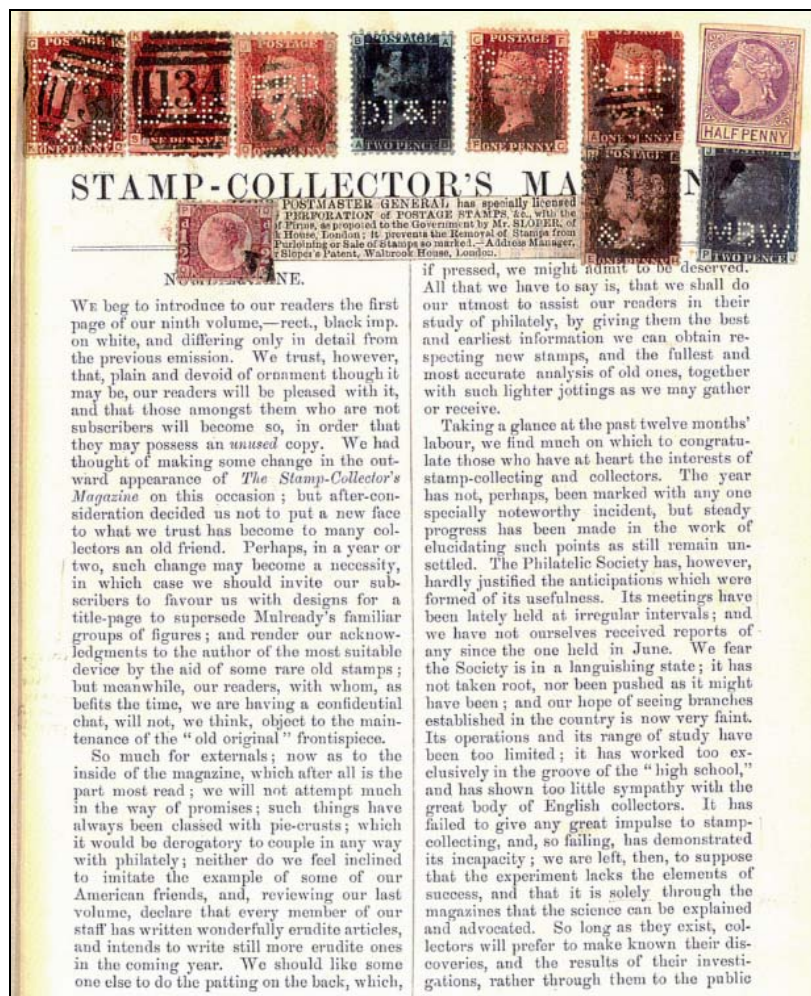 POSTAGE
POSTAGE
ONE PENNY
ONE PENNY
134
ONE PENNY
TWO PENCE
POSTAGE
ONE PENNY
ONE PENNY
HALF PENNY
POSTAGE
TWO PENCE
MBW
STAMP-COLLECTOR'S MA
POSTMASTER GENERAL has specially licensed
PERFORATION of POSTAGE STAMPS, &c., with the
of Firms, as proposed to the Government by Mr. SLOPER, of
House, London; it prevents the Removal of Stamps from
Purloining or Sale of Stamps so marked.—Address Manager,
Sloper's Patent, Walbrook House, London.
WE beg to introduce to our readers the first
page of our ninth volume,—rect., black imp.
on white, and differing only in detail from
the previous emission. We trust, however,
that, plain and devoid of ornament though it
may be, our readers will be pleased with it,
and that those amongst them who are not
subscribers will become so, in order that
they may possess an unused copy. We had
thought of making some change in the out-
ward appearance of The Stamp-Collector's
Magazine on this occasion; but after-con-
sideration decided us not to put a new face
to what we trust has become to many col-
lectors an old friend. Perhaps, in a year or
two, such change may become a necessity,
in which case we should invite our sub-
scribers to favour us with designs for a
title-page to supersede Mulready's familiar
groups of figures; and render our acknow-
ledgments to the author of the most suitable
device by the aid of some rare old stamps;
but meanwhile, our readers, with whom, as
befits the time, we are having a confidential
chat, will not, we think, object to the main-
tenance of the "old original" frontispiece.
So much for externals; now as to the
inside of the magazine, which after all is the
part most read; we will not attempt much
in the way of promises; such things have
always been classed with pie-crusts; which
it would be derogatory to couple in any way
with philately; neither do we feel inclined
to imitate the example of some of our
American friends, and, reviewing our last
volume, declare that every member of our
staff has written wonderfully erudite articles,
and intends to write still more erudite ones
in the coming year. We should like some
one else to do the patting on the back, which,
if pressed, we might admit to be deserved.
All that we have to say is, that we shall do
our utmost to assist our readers in their
study of philately, by giving them the best
and earliest information we can obtain re-
specting new stamps, and the fullest and
most accurate analysis of old ones, together
with such lighter jottings as we may gather
or receive.
Taking a glance at the past twelve months'
labour, we find much on which to congratu-
late those who have at heart the interests of
stamp-collecting and collectors. The year
has not, perhaps, been marked with any one
specially noteworthy incident, but steady
progress has been made in the work of
elucidating such points as still remain un-
settled. The Philatelic Society has, however,
hardly justified the anticipations which were
formed of its usefulness. Its meetings have
been lately held at irregular intervals; and
we have not ourselves received reports of
any since the one held in June. We fear
the Society is in a languishing state; it has
not taken root, nor been pushed as it might
have been; and our hope of seeing branches
established in the country is now very faint.
Its operations and its range of study have
been too limited; it has worked too ex-
clusively in the groove of the "high school,"
and has shown too little sympathy with the
great body of English collectors. It has
failed to give any great impulse to stamp-
collecting, and, so failing, has demonstrated
its incapacity; we are left, then, to suppose
that the experiment lacks the elements of
success, and that it is solely through the
magazines that the science can be explained
and advocated. So long as they exist, col-
lectors will prefer to make known their dis-
coveries, and the results of their investi-
gations, rather through them to the public